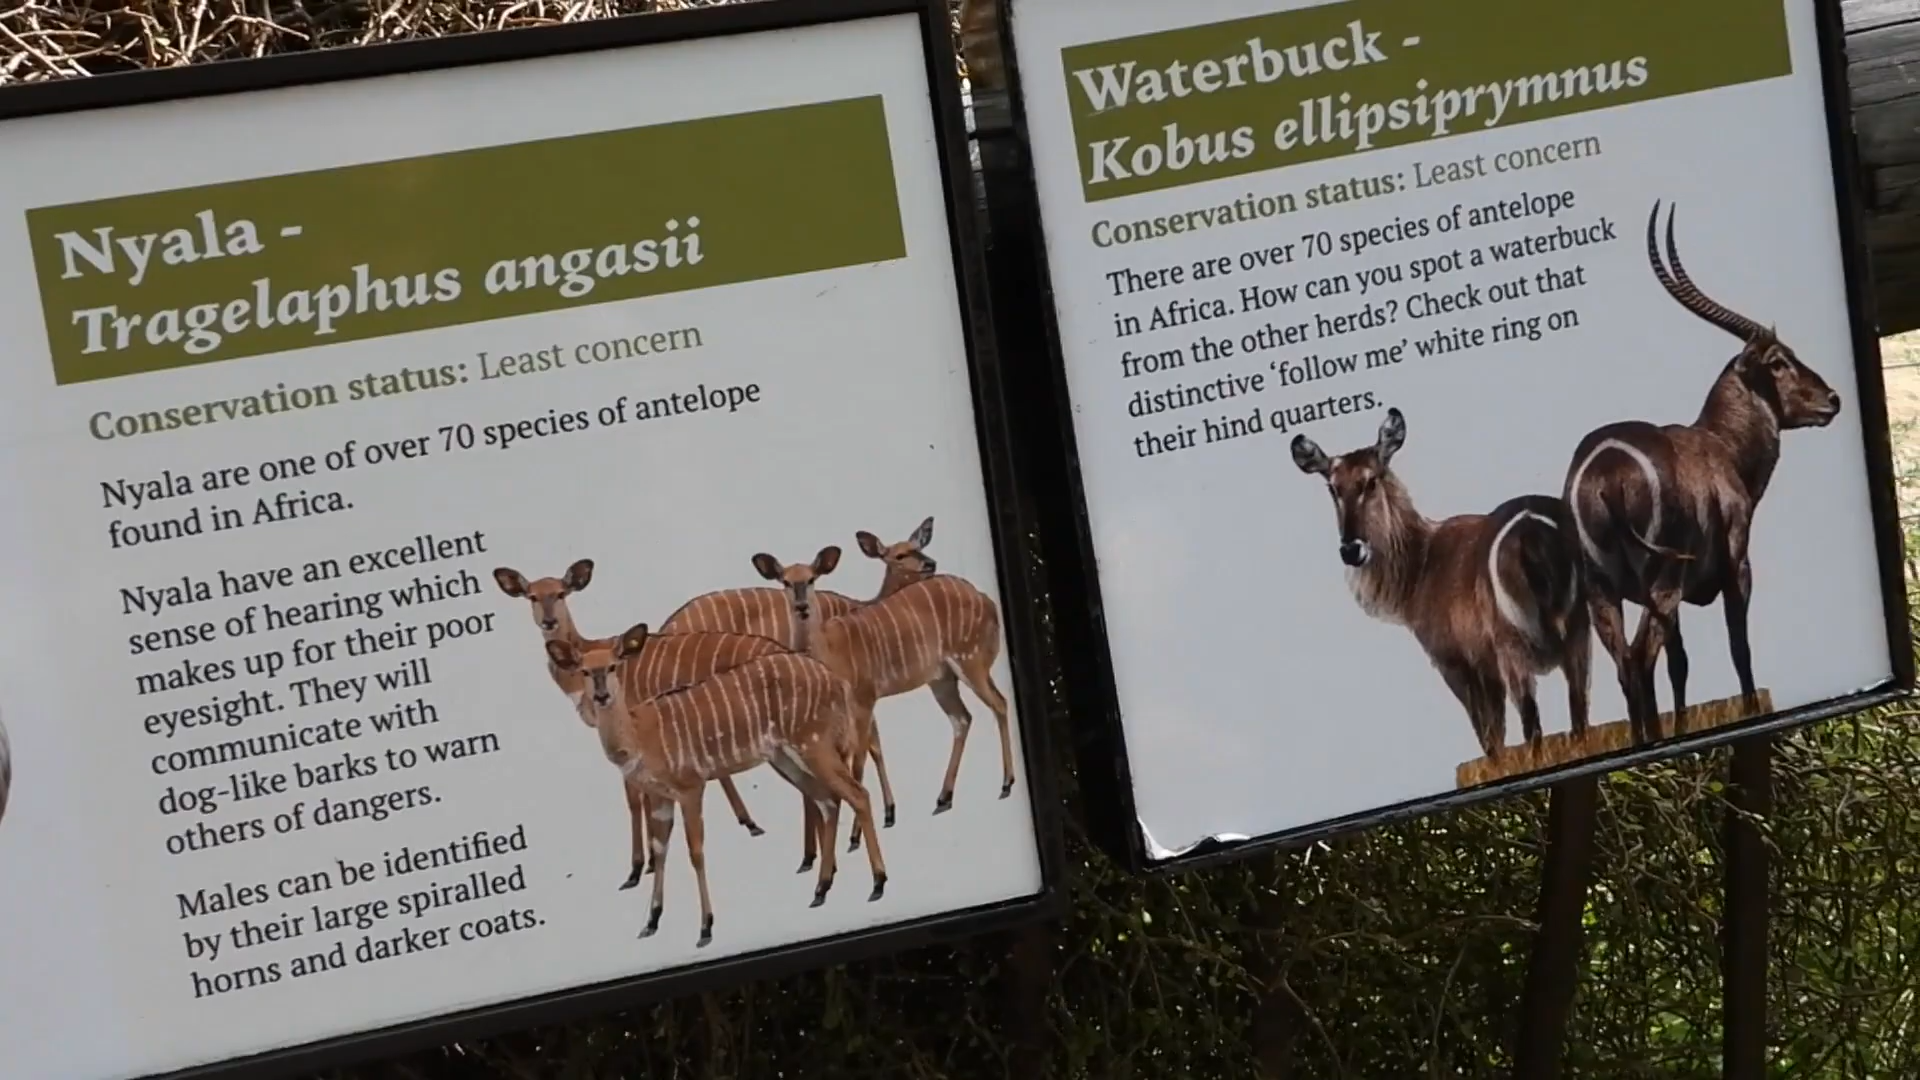 Nyala -
Tragelaphus angasii
Conservation status: Least concern
Nyala are one of over 70 species of antelope
found in Africa.
Nyala have an excellent
sense of hearing which
makes up for their poor
eyesight. They will
communicate with
dog-like barks to warn
others of dangers.
Males can be identified
by their large spiralled
horns and darker coats.
Waterbuck -
Kobus ellipsiprymnus
Conservation status: Least concern
There are over 70 species of antelope
in Africa. How can you spot a waterbuck
from the other herds? Check out that
distinctive ‘follow me’ white ring on
their hind quarters.